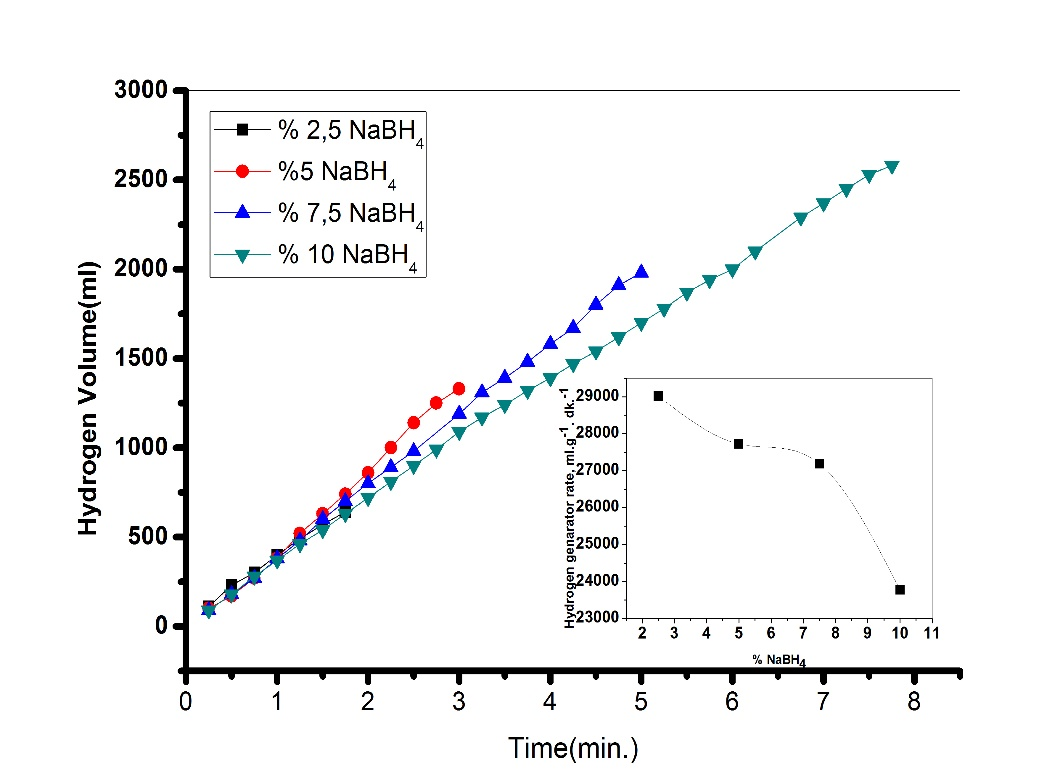 3000
2500
2000
1500
1000
500
0
Hydrogen Volume(ml)
% 2,5 NaBH4
%5 NaBH4
% 7,5 NaBH4
% 10 NaBH4
29000
28000
27000
26000
25000
24000
23000
Hydrogen genarator rate, ml.g-1. dk.-1
2 3 4 5 6 7 8 9 10 11
% NaBH4
0 1 2 3 4 5 6 7 8
Time(min.)